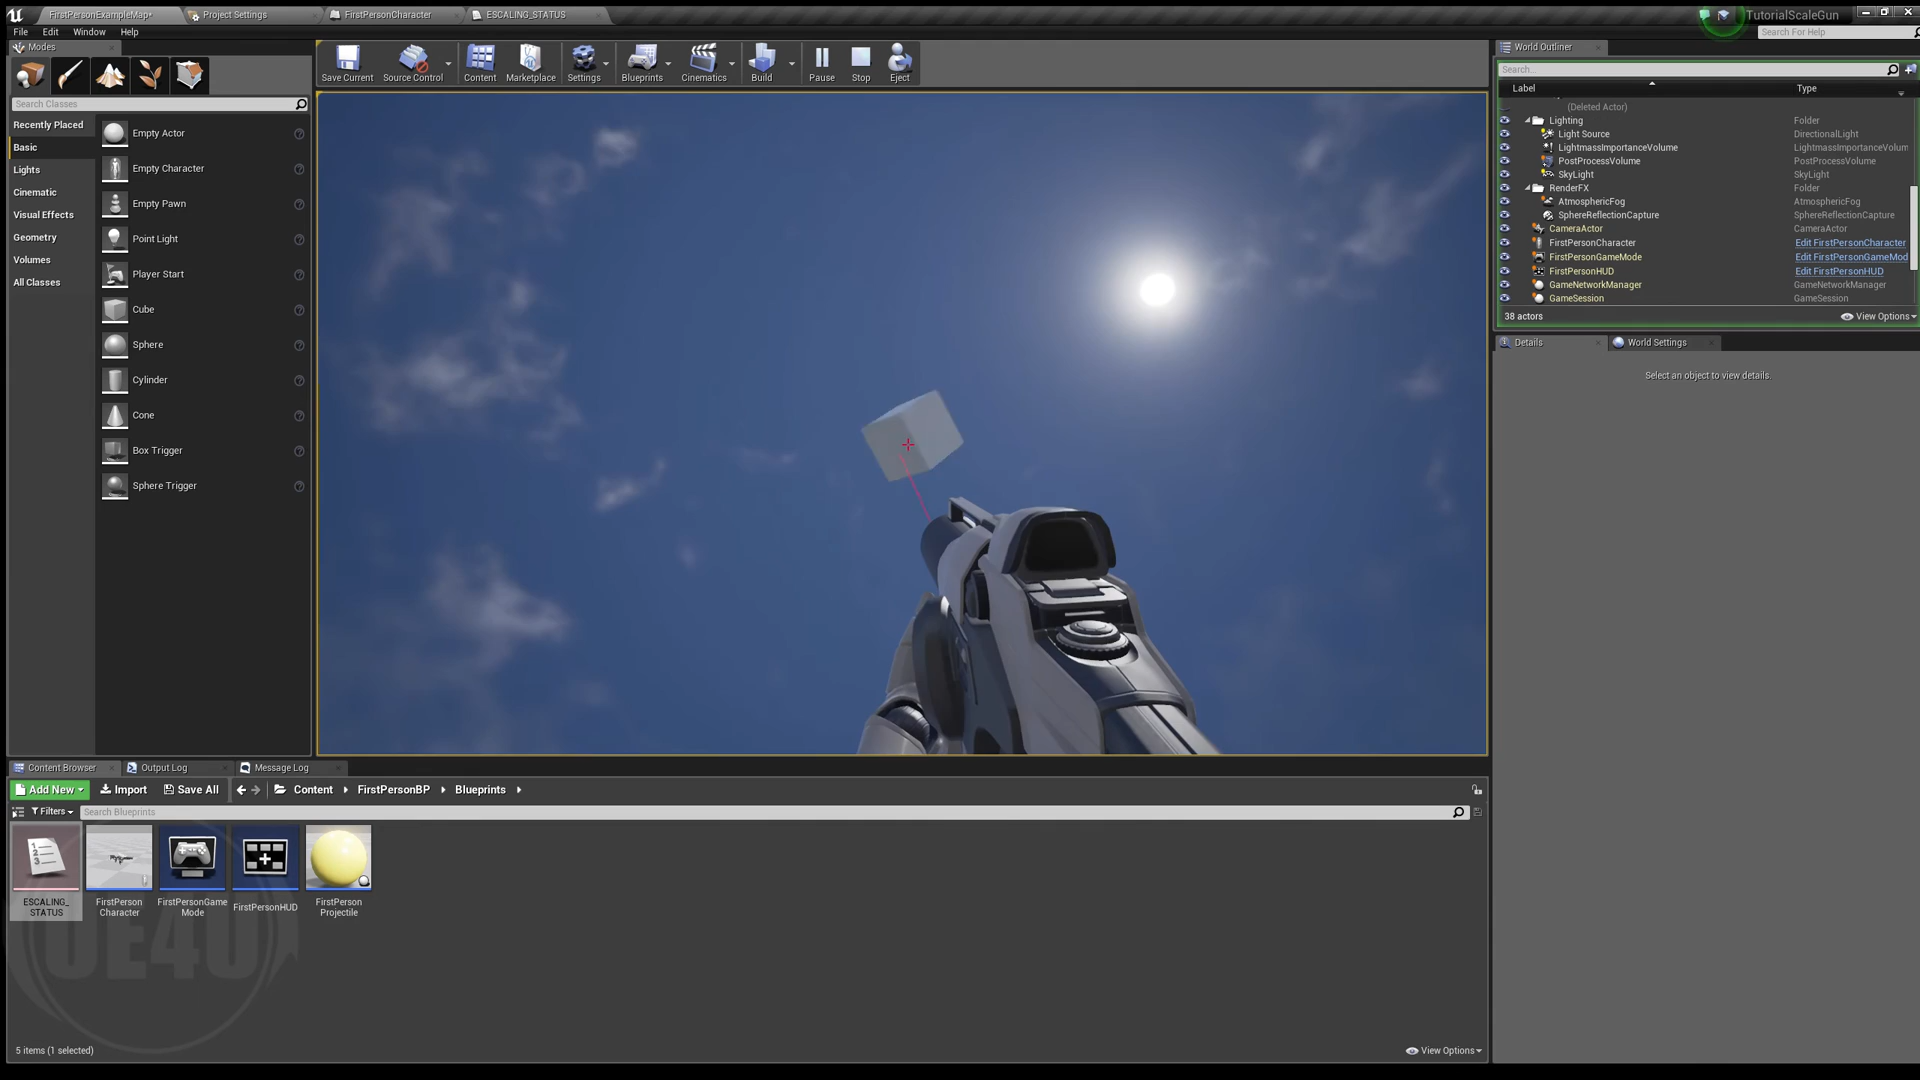 FirstPersonExampleMap*
Project Settings
FirstPersonCharacter
ESCALING_STATUS
TutorialScaleGun
File Edit Window Help
Search For Help
Modes
Save Current
Source Control
Content
Marketplace
Settings
Blueprints
Cinematics
Build
Pause
Stop
Eject
Search Classes
Recently Placed
Basic
Lights
Cinematic
Visual Effects
Geometry
Volumes
All Classes
Empty Actor
Empty Character
Empty Pawn
Point Light
Player Start
Cube
Sphere
Cylinder
Cone
Box Trigger
Sphere Trigger
World Outliner
Search...
Label Type
(Deleted Actor)
Lighting Folder
Light Source DirectionalLight
LightmassImportanceVolume LightmassImportanceVolum
PostProcessVolume PostProcessVolume
SkyLight SkyLight
RenderFX Folder
AtmosphericFog AtmosphericFog
SphereReflectionCapture SphereReflectionCapture
CameraActor CameraActor
FirstPersonCharacter Edit FirstPersonCharacter
FirstPersonGameMode Edit FirstPersonGameMod
FirstPersonHUD Edit FirstPersonHUD
GameNetworkManager GameNetworkManager
GameSession GameSession
38 actors View Options
Details
World Settings
Select an object to view details.
Content Browser
Output Log
Message Log
Add New Import Save All Content FirstPersonBP Blueprints
Filters Search Blueprints
1
2
3
ESCALING_
STATUS
FirstPerson
Character
FirstPersonGame
Mode
FirstPersonHUD
FirstPerson
Projectile
UE4U
5 items (1 selected)
View Options